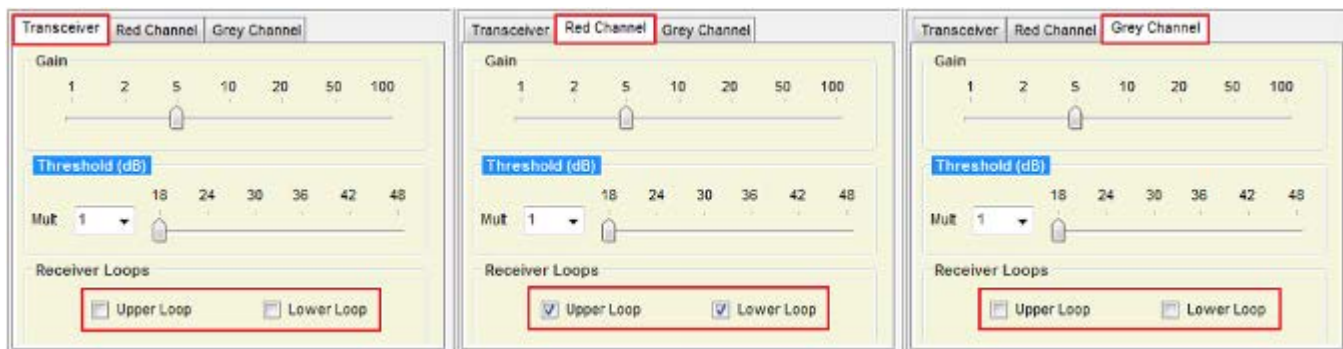 Transceiver Red Channel Grey Channel
Gain
1 2 5 10 20 50 100
Threshold (dB)
18 24 30 36 42 48
Mult 1
Receiver Loops
Upper Loop Lower Loop
Transceiver Red Channel Grey Channel
Gain
1 2 5 10 20 50 100
Threshold (dB)
18 24 30 36 42 48
Mult 1
Receiver Loops
Upper Loop Lower Loop
Transceiver Red Channel Grey Channel
Gain
1 2 5 10 20 50 100
Threshold (dB)
18 24 30 36 42 48
Mult 1
Receiver Loops
Upper Loop Lower Loop